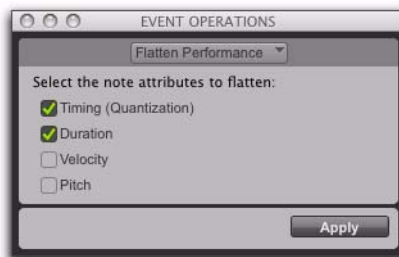 EVENT OPERATIONS
Flatten Performance
Select the note attributes to flatten:
Timing (Quantization)
Duration
Velocity
Pitch
Apply